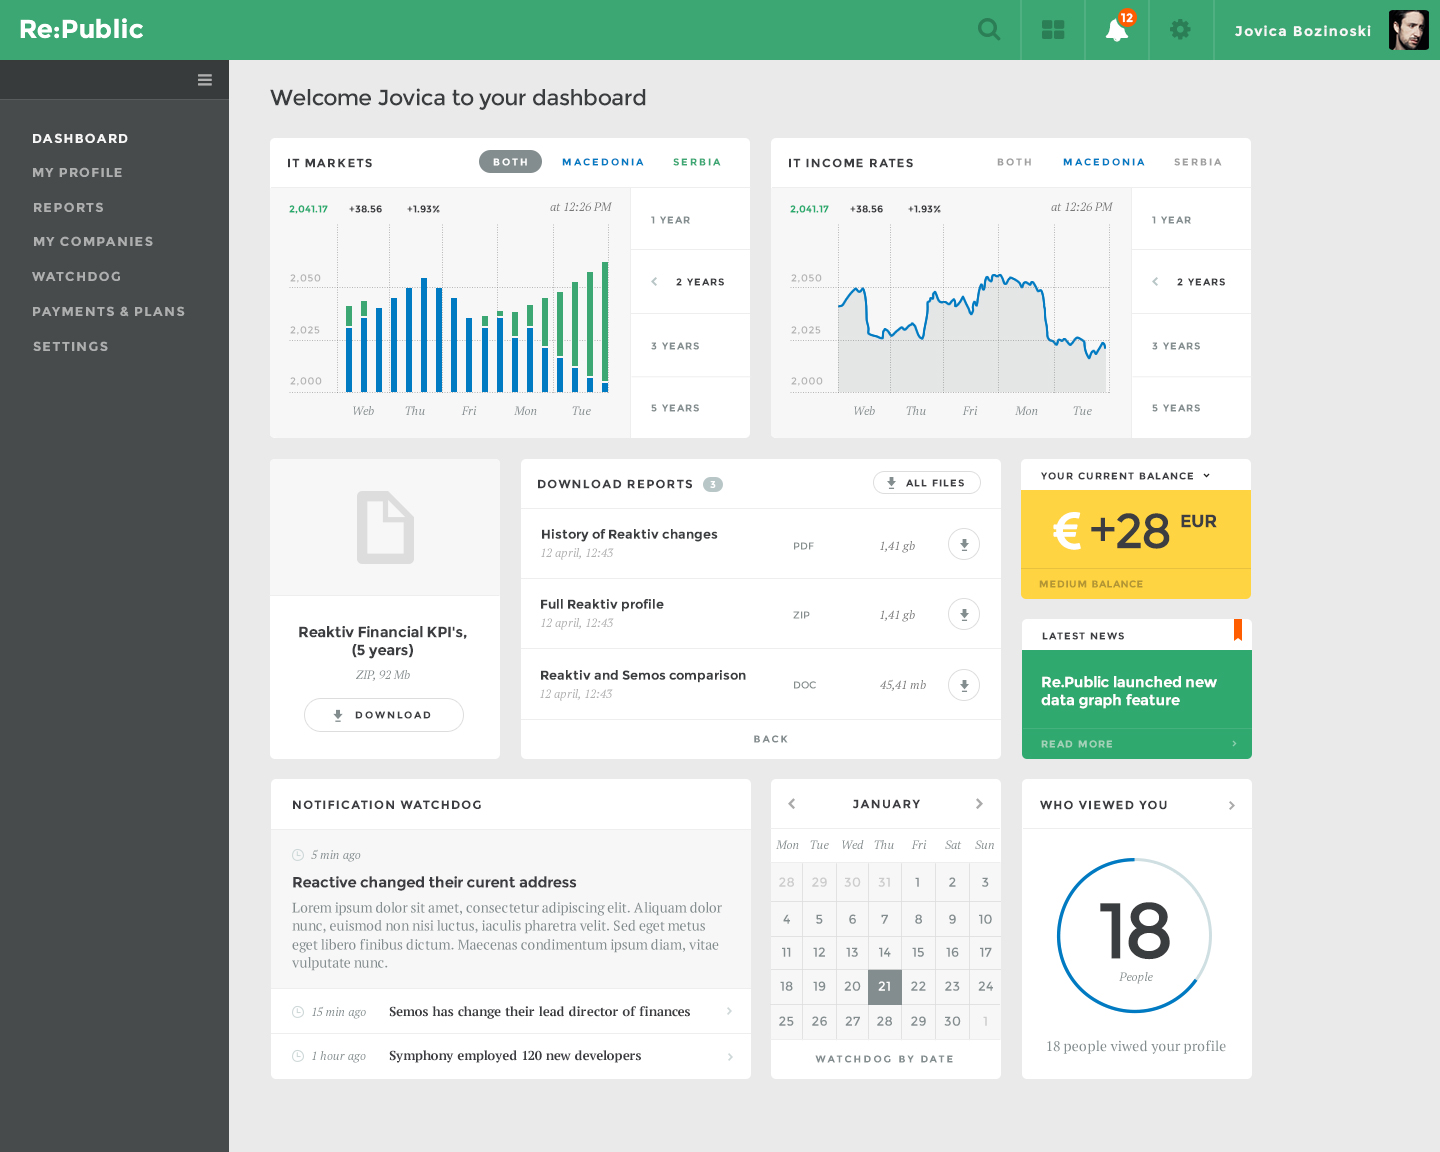 Re:Public
12
Jovica Bozinoski
DASHBOARD
MY PROFILE
REPORTS
MY COMPANIES
WATCHDOG
PAYMENTS & PLANS
SETTINGS
Welcome Jovica to your dashboard
IT MARKETS BOTH MACEDONIA SERBIA
2,041.17 +38.56 +1.93% at 12:26 PM
2,050
2,025
2,000
Web Thu Fri Mon Tue
1 YEAR
2 YEARS
3 YEARS
5 YEARS
IT INCOME RATES BOTH MACEDONIA SERBIA
2,041.17 +38.56 +1.93% at 12:26 PM
2,050
2,025
2,000
Web Thu Fri Mon Tue
1 YEAR
2 YEARS
3 YEARS
5 YEARS
Reaktiv Financial KPI's,
(5 years)
ZIP, 92 Mb
DOWNLOAD
DOWNLOAD REPORTS 3 ALL FILES
History of Reaktiv changes
12 april, 12:43
PDF 1,41 gb
Full Reaktiv profile
12 april, 12:43
ZIP 1,41 gb
Reaktiv and Semos comparison
12 april, 12:43
DOC 45,41 mb
BACK
YOUR CURRENT BALANCE
€ +28 EUR
MEDIUM BALANCE
LATEST NEWS
Re.Public launched new
data graph feature
READ MORE
NOTIFICATION WATCHDOG
5 min ago
Reactive changed their curent address
Lorem ipsum dolor sit amet, consectetur adipiscing elit. Aliquam dolor
nunc, euismod non nisi luctus, iaculis pharetra velit. Sed eget metus
eget libero finibus dictum. Maecenas condimentum ipsum diam, vitae
vulputate nunc.
15 min ago Semos has change their lead director of finances
1 hour ago Symphony employed 120 new developers
JANUARY
Mon Tue Wed Thu Fri Sat Sun
28 29 30 31 1 2 3
4 5 6 7 8 9 10
11 12 13 14 15 16 17
18 19 20 21 22 23 24
25 26 27 28 29 30 1
WATCHDOG BY DATE
WHO VIEWED YOU
18
People
18 people viwed your profile